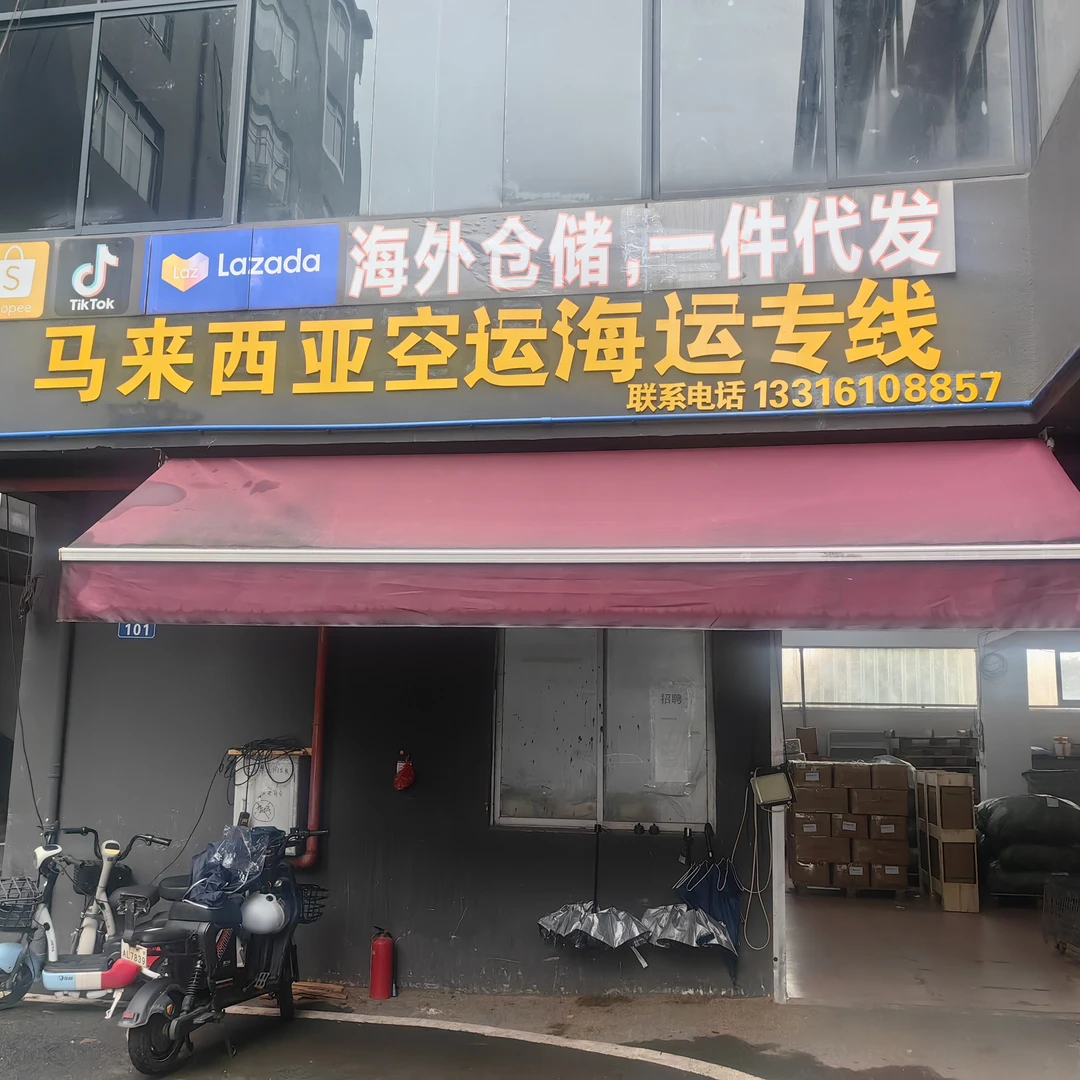 S
opee
TikTok
Laz
Lazada
海外仓储,一件代发
马来西亚空运海运专线
联系电话 13316108857
101
招聘